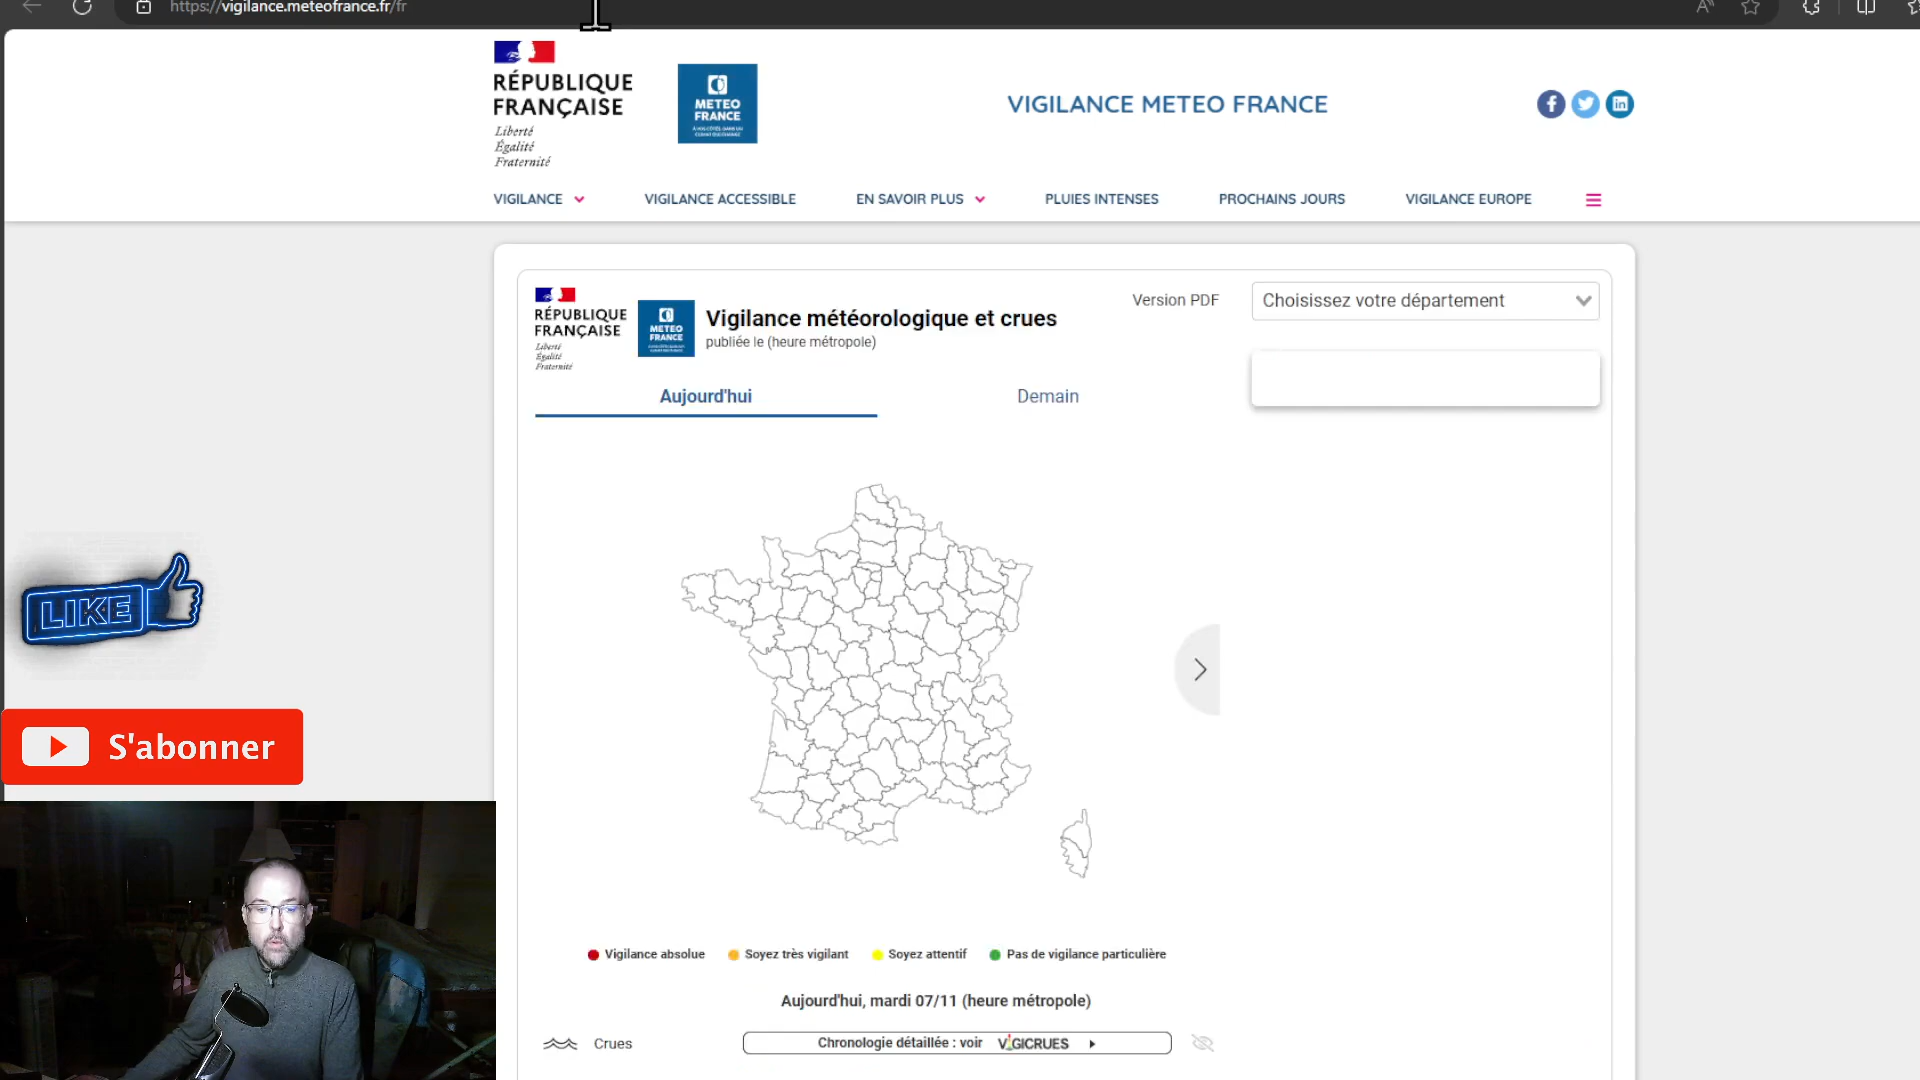 https://vigilance.meteofrance.fr/fr
RÉPUBLIQUE
FRANÇAISE
Liberté
Égalité
Fraternité
METEO
FRANCE
VIGILANCE METEO FRANCE
VIGILANCE
VIGILANCE ACCESSIBLE
EN SAVOIR PLUS
PLUIES INTENSES
PROCHAINS JOURS
VIGILANCE EUROPE
RÉPUBLIQUE
FRANÇAISE
Liberté
Égalité
Fraternité
METEO
FRANCE
Vigilance météorologique et crues
publiée le (heure métropole)
Version PDF
Choisissez votre département
Aujourd'hui
Demain
LIKE
S'abonner
Vigilance absolue
Soyez très vigilant
Soyez attentif
Pas de vigilance particulière
Aujourd'hui, mardi 07/11 (heure métropole)
Crues
Chronologie détaillée : voir VIGICRUES